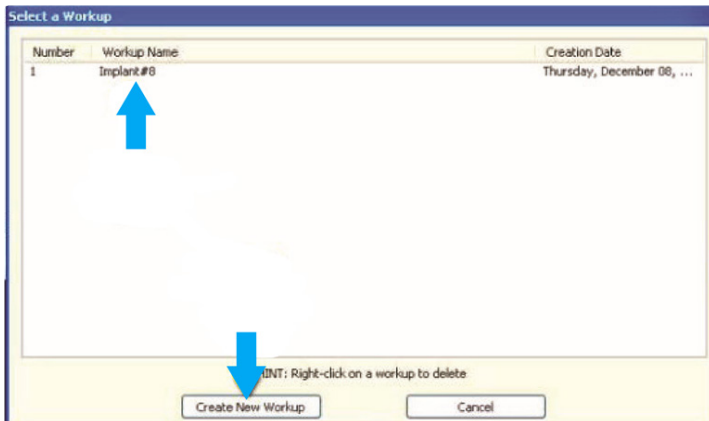 Select a Workup
Number Workup Name Creation Date
1 Implant#8 Thursday, December 08, ...
HINT: Right-click on a workup to delete
Create New Workup Cancel